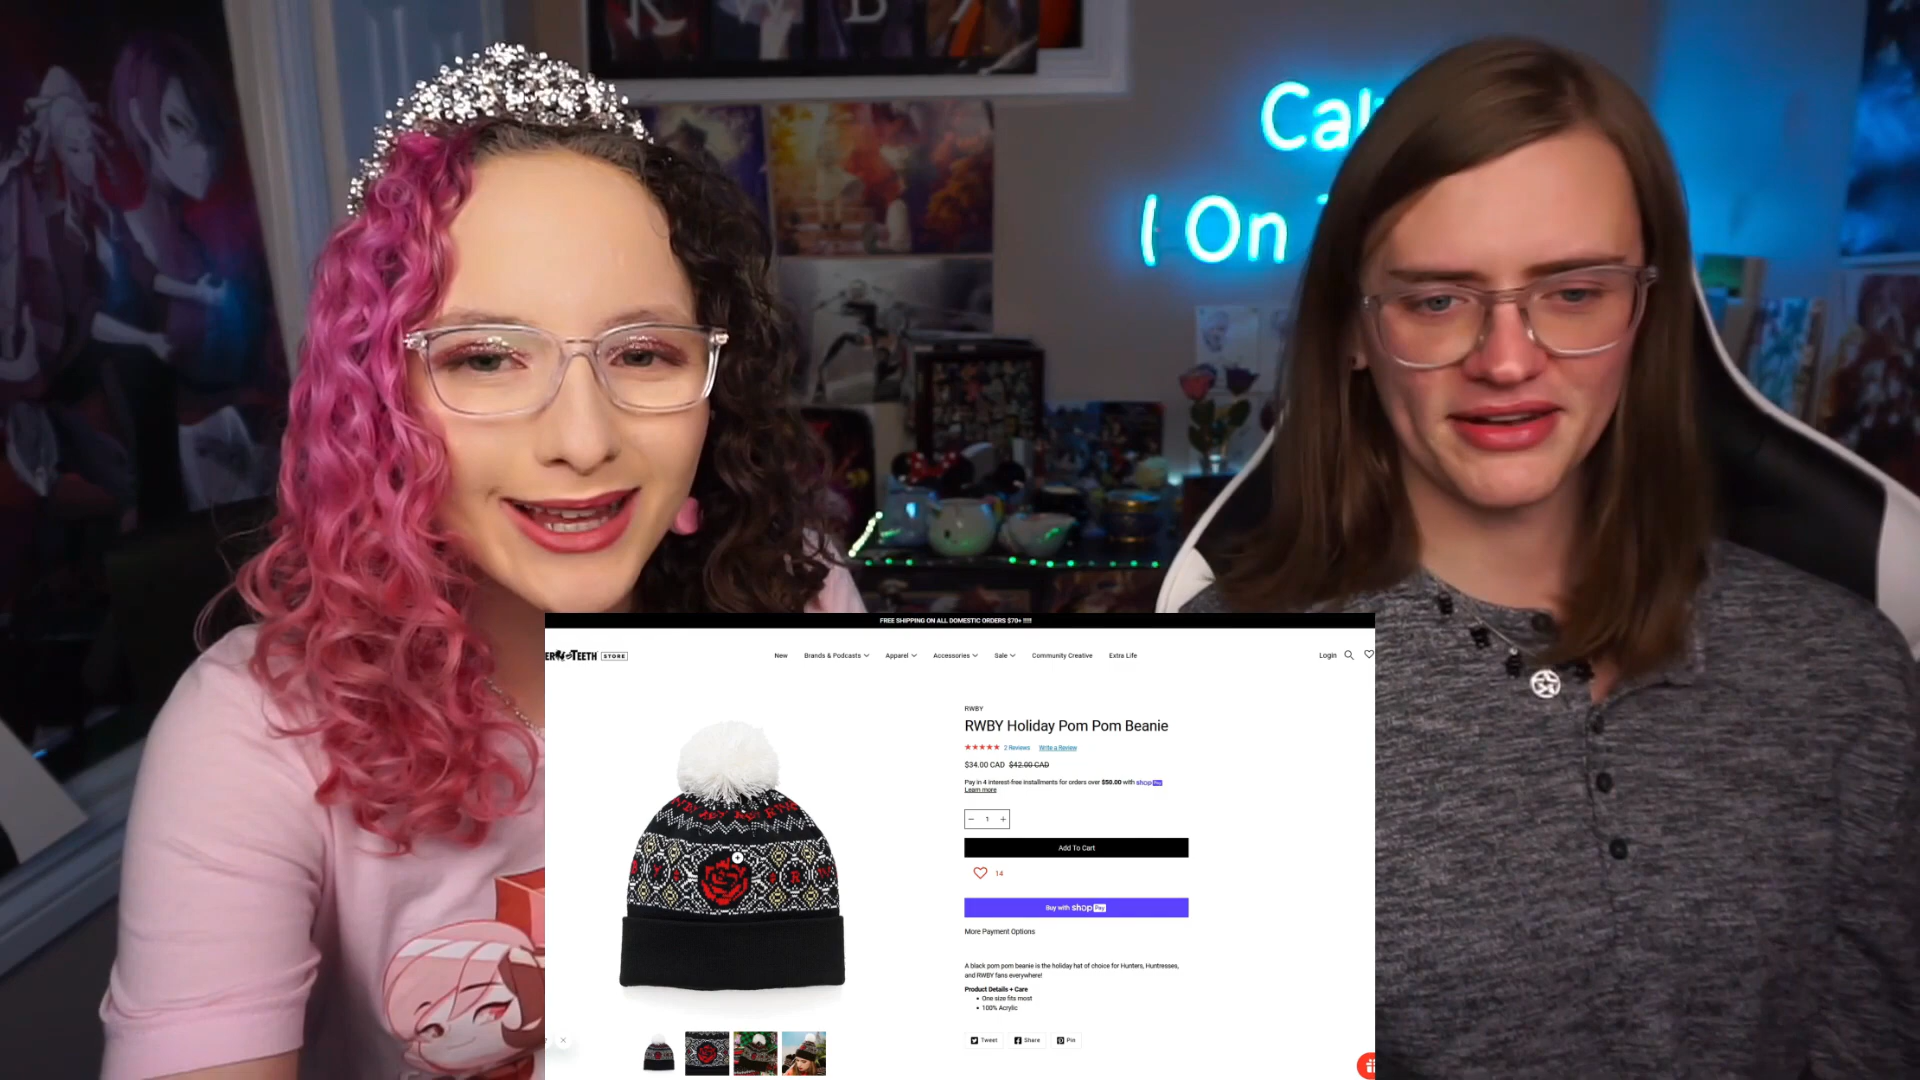 R W B Y
Cal
I On
FREE SHIPPING ON ALL DOMESTIC ORDERS $70+ !!!!
TEETH STORE
New Brands & Podcasts Apparel Accessories Sale Community Creative Extra Life
Login
RWBY
RWBY Holiday Pom Pom Beanie
2 Reviews Write a Review
$34.00 CAD $42.00 CAD
Pay in 4 interest-free installments for orders over $58.00 with shop Pay
Learn more
− 1 +
Add To Cart
14
Buy with shop Pay
More Payment Options
A black pom pom beanie is the holiday hat of choice for Hunters, Huntresses,
and RWBY fans everywhere!
Product Details + Care
• One size fits most
• 100% Acrylic
Tweet Share Pin